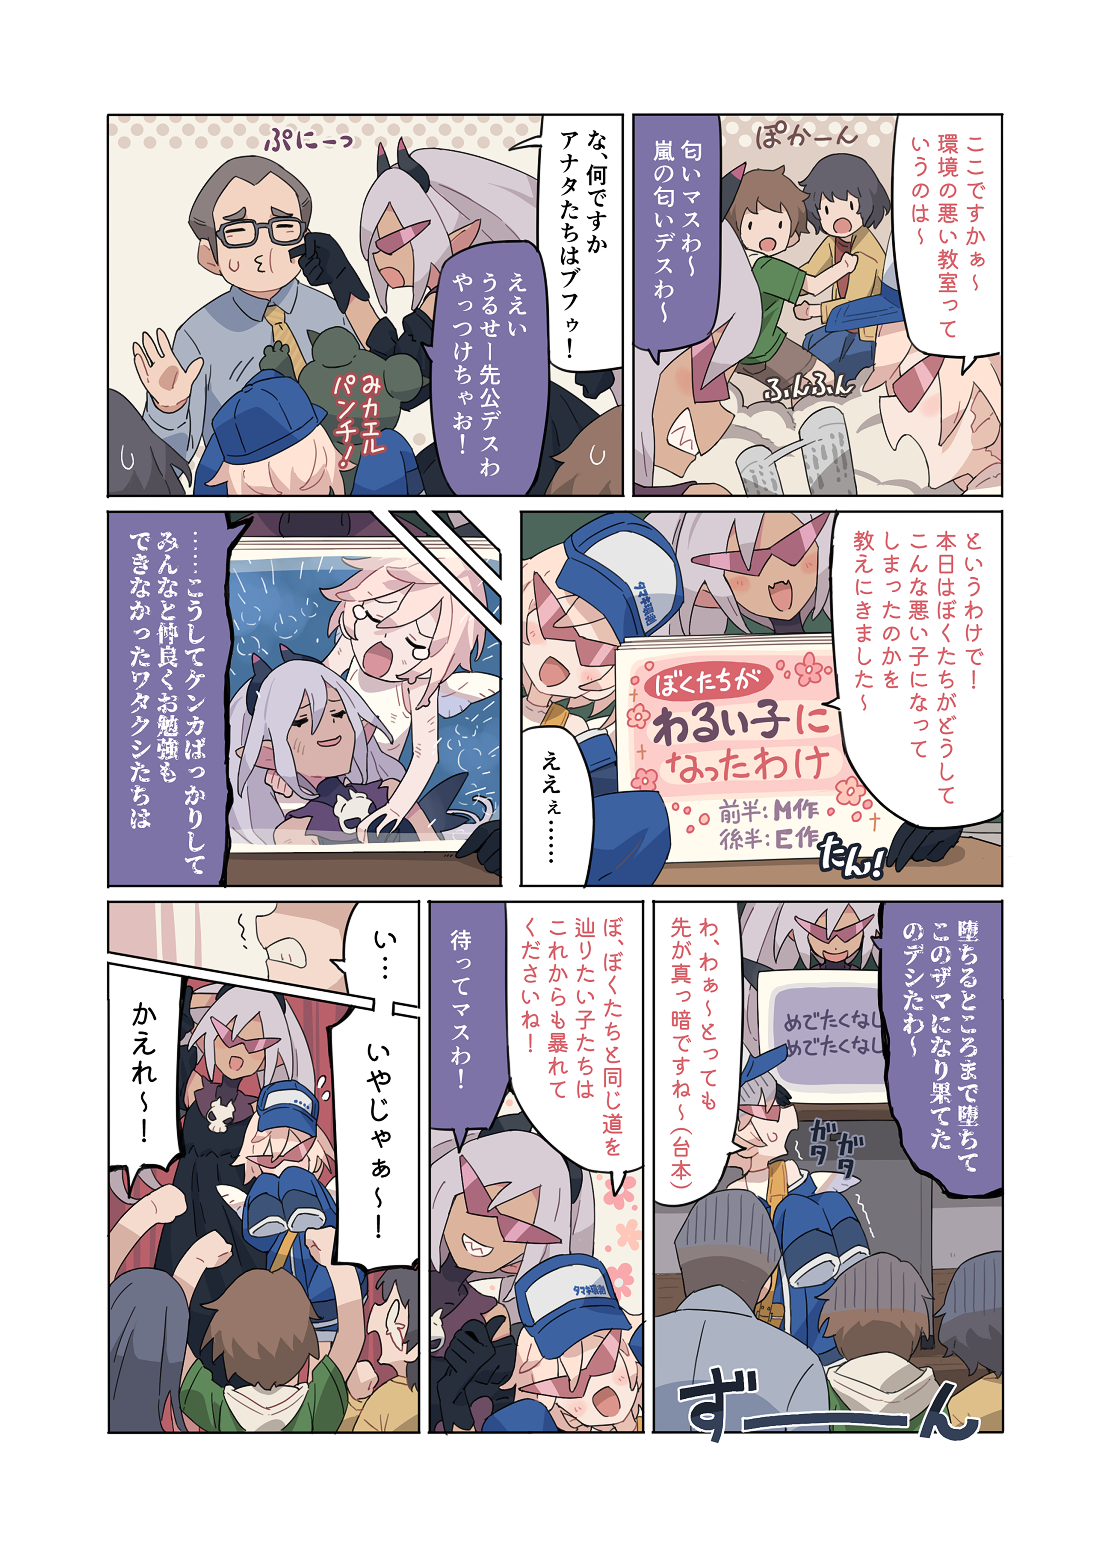 ここですかぁ～
環境の悪い教室って
いうのは～
ぽかーん
匂いマスわ～
嵐の匂いデスわ～
ふんふん
な、何ですか
アナタたちはブフゥ！
ぷにーっ
ええい
うるせー先公デスわ
やっつけちゃお！
みカエル
パンチ！
というわけで！
本日はぼくたちがどうして
こんな悪い子になって
しまったのかを
教えにきました～
ぼくたちが
わるい子に
なったわけ
前半：M作
後半：E作
たん！
ええぇ……
……こうしてケンカばっかりして
みんなと仲良くお勉強も
できなかったワタクシたちは
堕ちるところまで堕ちて
このザマになり果てた
のデシたわ～
めでたくなし
めでたくなし
わ、わぁ～とっても
先が真っ暗ですね～（台本）
ガタ
ガタ
ずーーん
ぼ、ぼくたちと同じ道を
辿りたい子たちは
これからも暴れて
くださいね！
待ってマスわ！
い…
いやじゃぁ～！
かえれ～！